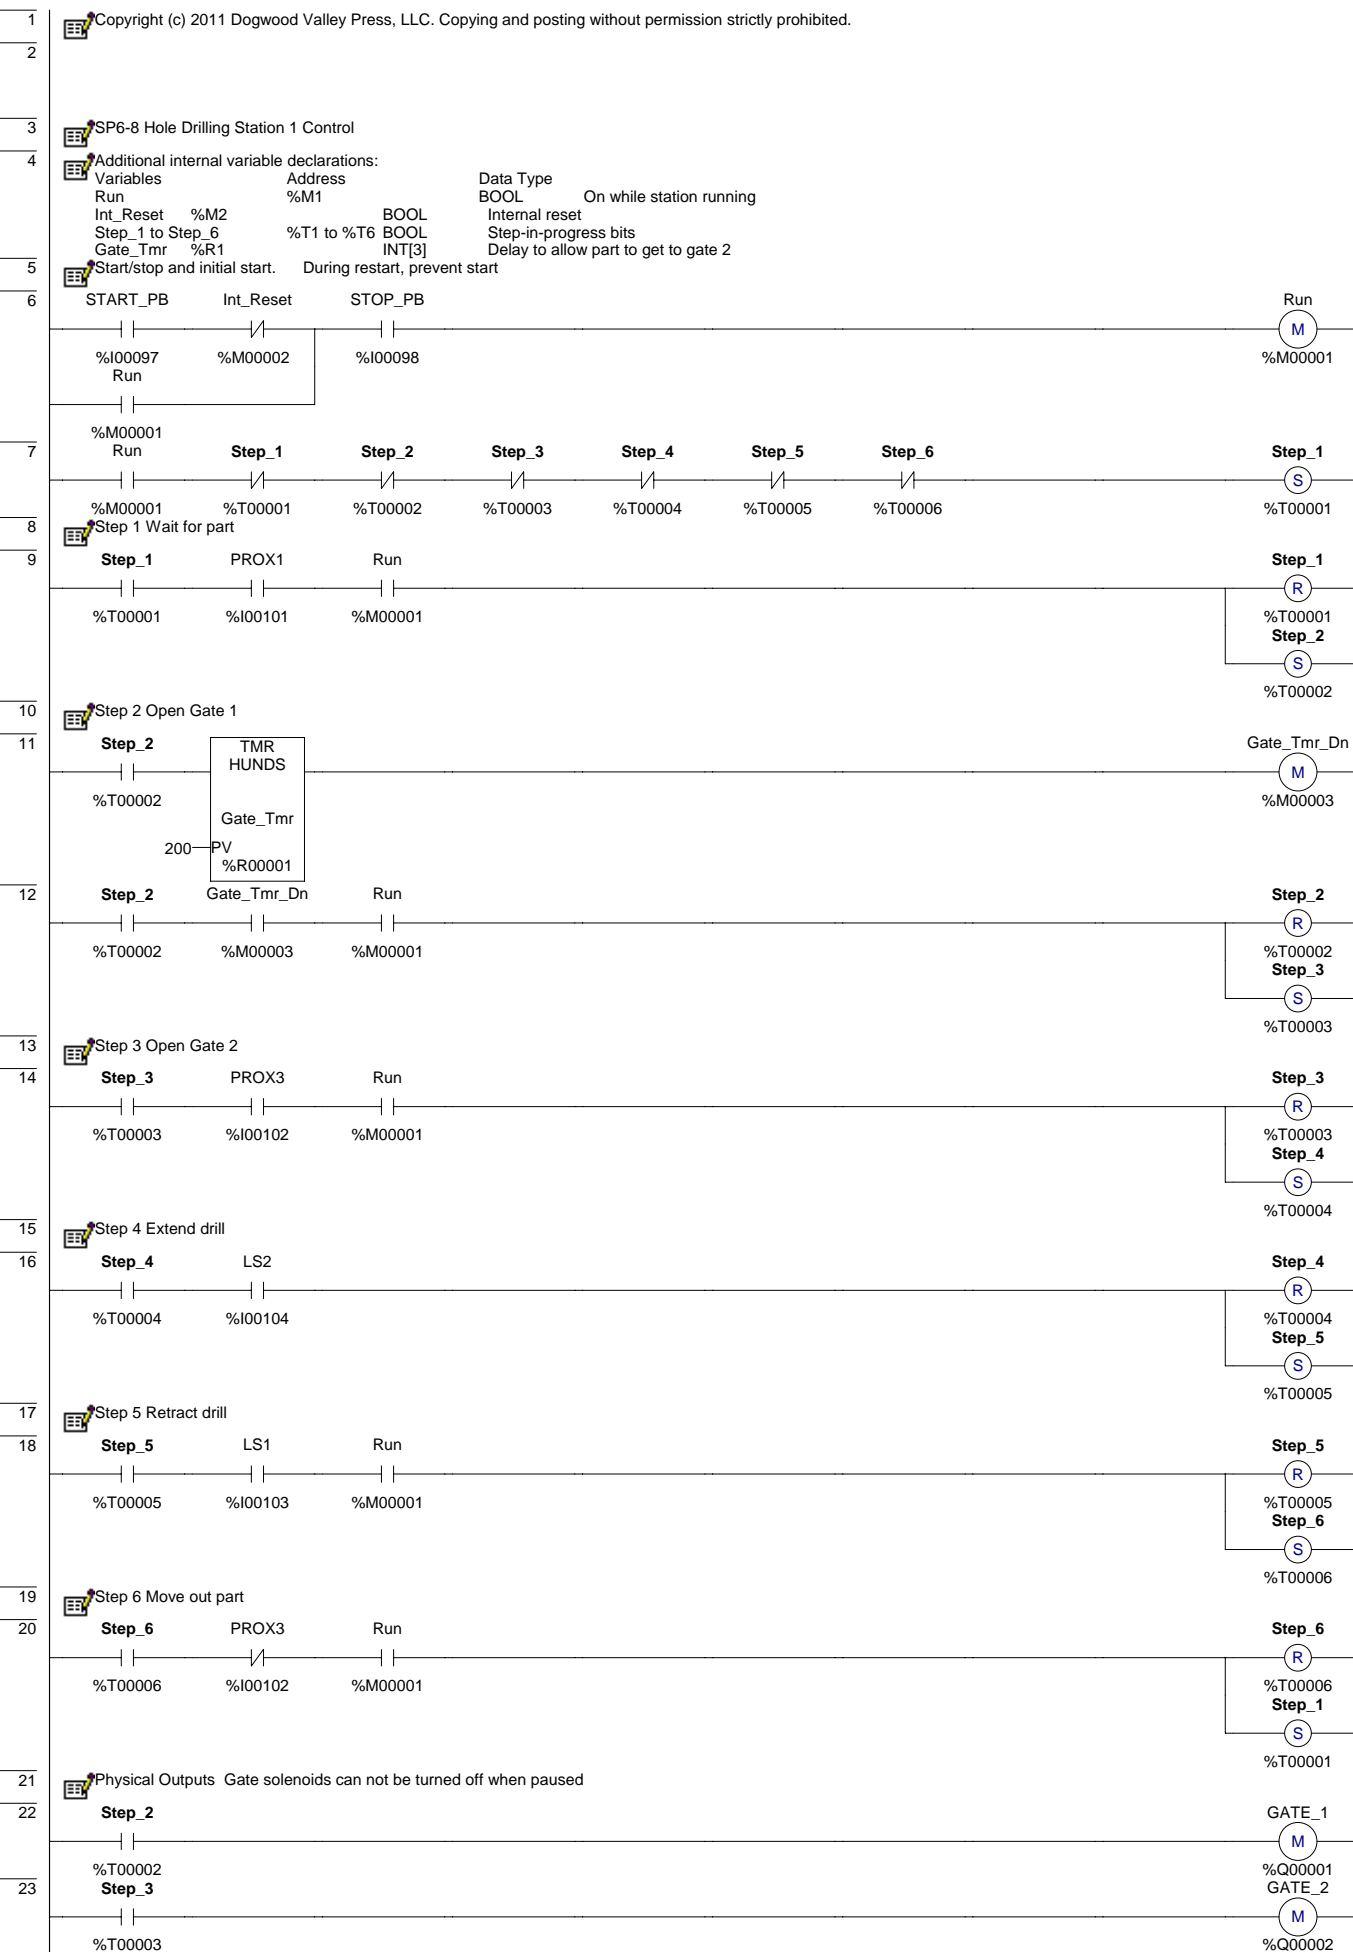 1 Copyright (c) 2011 Dogwood Valley Press, LLC. Copying and posting without permission strictly prohibited.
2
3 SP6-8 Hole Drilling Station 1 Control
4 Additional internal variable declarations:
Variables Address Data Type
Run %M1 BOOL On while station running
Int_Reset %M2 BOOL Internal reset
Step_1 to Step_6 %T1 to %T6 BOOL Step-in-progress bits
Gate_Tmr %R1 INT[3] Delay to allow part to get to gate 2
5 Start/stop and initial start. During restart, prevent start
6 START_PB Int_Reset STOP_PB Run
M
%I00097 %M00002 %I00098 %M00001
Run
%M00001
7 Run Step_1 Step_2 Step_3 Step_4 Step_5 Step_6 Step_1
S
%M00001 %T00001 %T00002 %T00003 %T00004 %T00005 %T00006 %T00001
8 Step 1 Wait for part
9 Step_1 PROX1 Run Step_1
R
%T00001 %I00101 %M00001 %T00001
Step_2
S
%T00002
10 Step 2 Open Gate 1
11 Step_2 TMR Gate_Tmr_Dn
HUNDS
M
%T00002 %M00003
Gate_Tmr
200 PV
%R00001
12 Step_2 Gate_Tmr_Dn Run Step_2
R
%T00002 %M00003 %M00001 %T00002
Step_3
S
%T00003
13 Step 3 Open Gate 2
14 Step_3 PROX3 Run Step_3
R
%T00003 %I00102 %M00001 %T00003
Step_4
S
%T00004
15 Step 4 Extend drill
16 Step_4 LS2 Step_4
R
%T00004 %I00104 %T00004
Step_5
S
%T00005
17 Step 5 Retract drill
18 Step_5 LS1 Run Step_5
R
%T00005 %I00103 %M00001 %T00005
Step_6
S
%T00006
19 Step 6 Move out part
20 Step_6 PROX3 Run Step_6
R
%T00006 %I00102 %M00001 %T00006
Step_1
S
%T00001
21 Physical Outputs Gate solenoids can not be turned off when paused
22 Step_2 GATE_1
M
%T00002 %Q00001
23 Step_3 GATE_2
M
%T00003 %Q00002